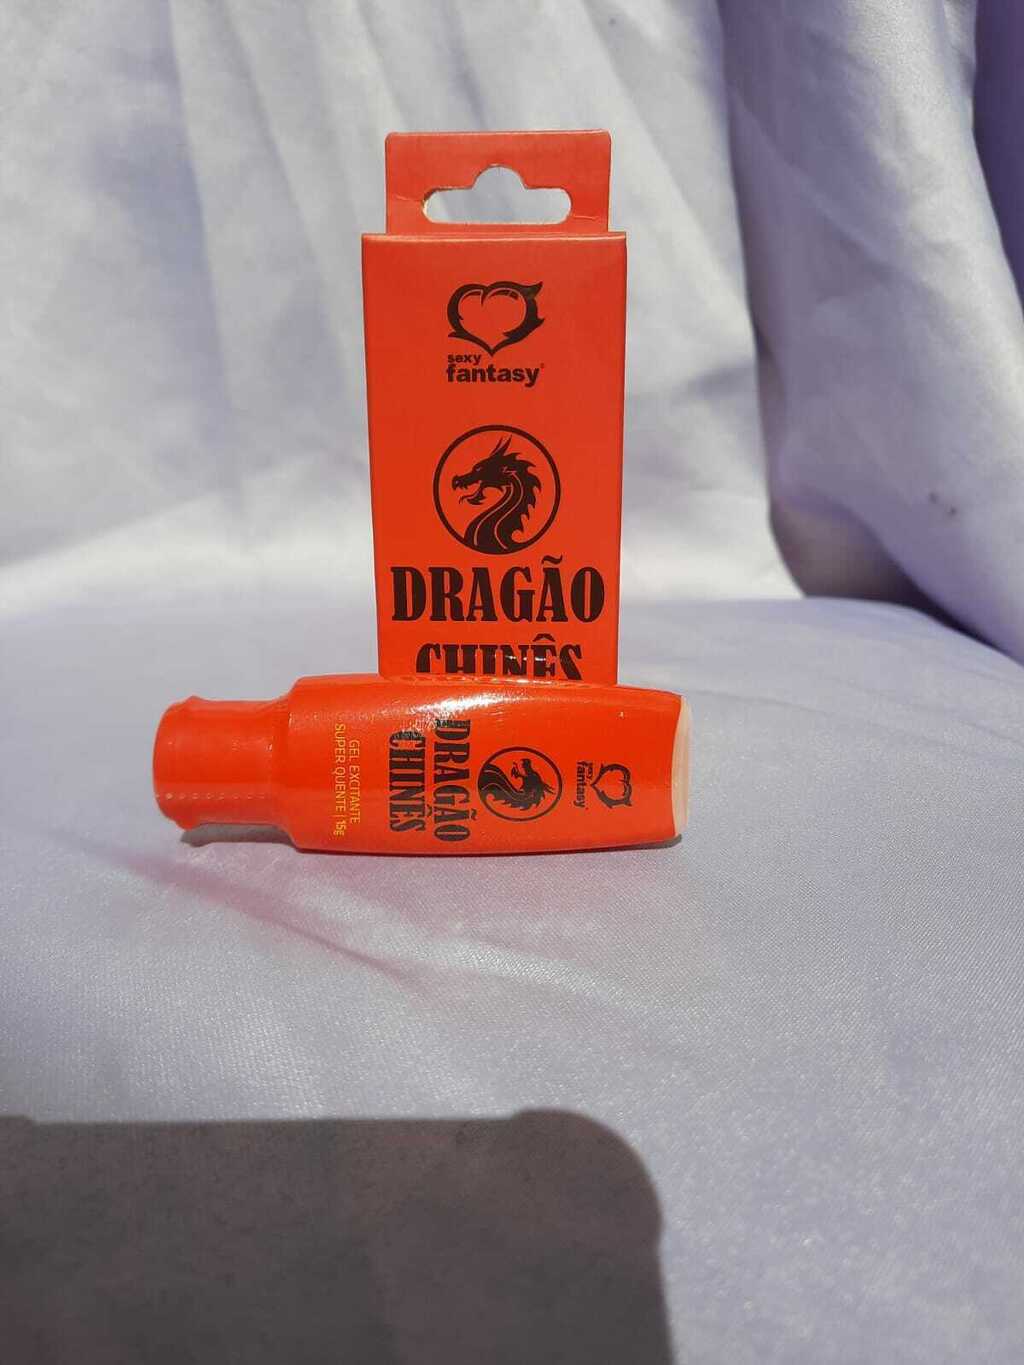 sexy
fantasy®
DRAGÃO
CHINÊS
sexy
fantasy®
DRAGÃO
CHINÊS
GEL EXCITANTE
SUPER QUENTE | 15g